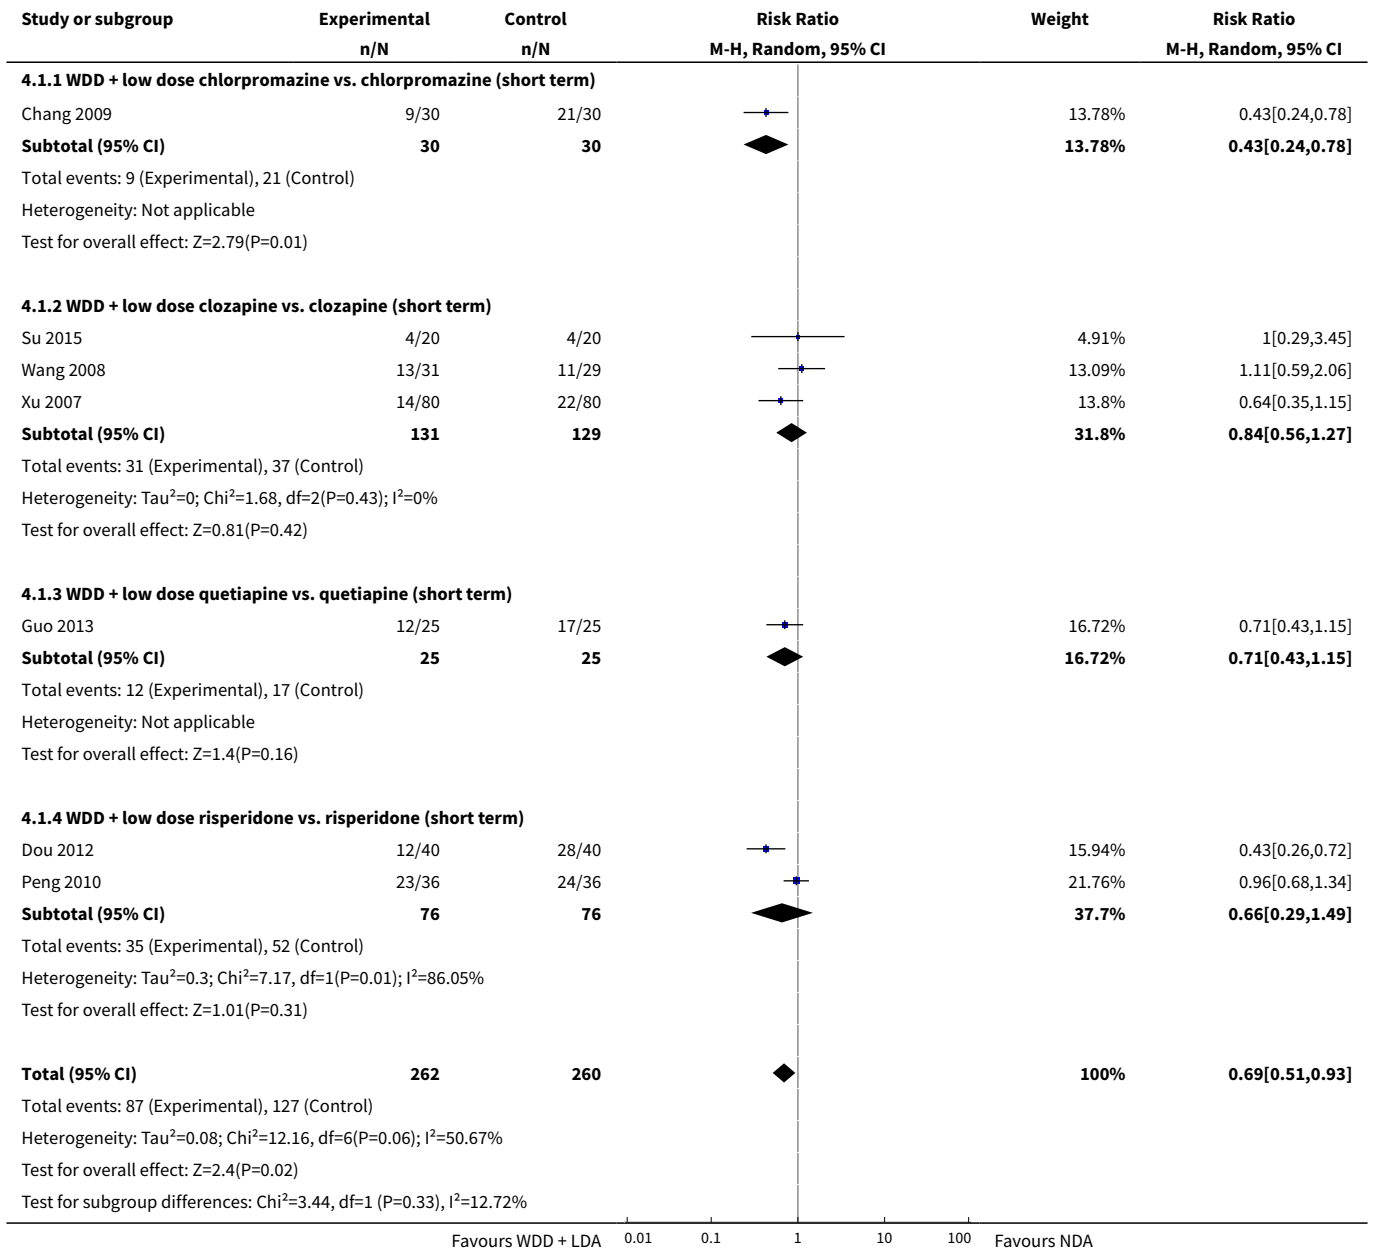 Study or subgroup Experimental Control Risk Ratio Weight Risk Ratio
n/N n/N M-H, Random, 95% CI M-H, Random, 95% CI
4.1.1 WDD + low dose chlorpromazine vs. chlorpromazine (short term)
Chang 2009 9/30 21/30 13.78% 0.43[0.24,0.78]
Subtotal (95% CI) 30 30 13.78% 0.43[0.24,0.78]
Total events: 9 (Experimental), 21 (Control)
Heterogeneity: Not applicable
Test for overall effect: Z=2.79(P=0.01)
4.1.2 WDD + low dose clozapine vs. clozapine (short term)
Su 2015 4/20 4/20 4.91% 1[0.29,3.45]
Wang 2008 13/31 11/29 13.09% 1.11[0.59,2.06]
Xu 2007 14/80 22/80 13.8% 0.64[0.35,1.15]
Subtotal (95% CI) 131 129 31.8% 0.84[0.56,1.27]
Total events: 31 (Experimental), 37 (Control)
Heterogeneity: Tau²=0; Chi²=1.68, df=2(P=0.43); I²=0%
Test for overall effect: Z=0.81(P=0.42)
4.1.3 WDD + low dose quetiapine vs. quetiapine (short term)
Guo 2013 12/25 17/25 16.72% 0.71[0.43,1.15]
Subtotal (95% CI) 25 25 16.72% 0.71[0.43,1.15]
Total events: 12 (Experimental), 17 (Control)
Heterogeneity: Not applicable
Test for overall effect: Z=1.4(P=0.16)
4.1.4 WDD + low dose risperidone vs. risperidone (short term)
Dou 2012 12/40 28/40 15.94% 0.43[0.26,0.72]
Peng 2010 23/36 24/36 21.76% 0.96[0.68,1.34]
Subtotal (95% CI) 76 76 37.7% 0.66[0.29,1.49]
Total events: 35 (Experimental), 52 (Control)
Heterogeneity: Tau²=0.3; Chi²=7.17, df=1(P=0.01); I²=86.05%
Test for overall effect: Z=1.01(P=0.31)
Total (95% CI) 262 260 100% 0.69[0.51,0.93]
Total events: 87 (Experimental), 127 (Control)
Heterogeneity: Tau²=0.08; Chi²=12.16, df=6(P=0.06); I²=50.67%
Test for overall effect: Z=2.4(P=0.02)
Test for subgroup differences: Chi²=3.44, df=1 (P=0.33), I²=12.72%
Favours WDD + LDA 0.01 0.1 1 10 100 Favours NDA